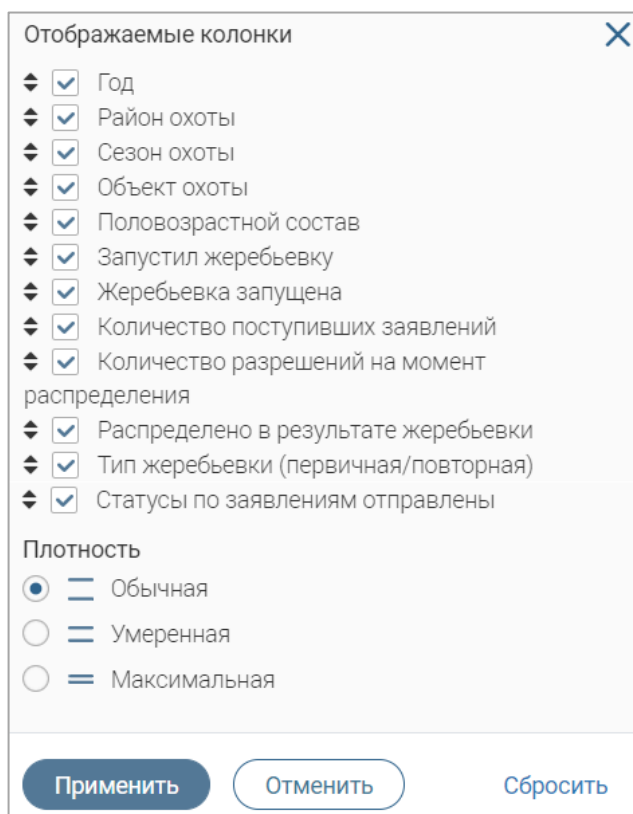 Отображаемые колонки
Год
Район охоты
Сезон охоты
Объект охоты
Половозрастной состав
Запустил жеребьевку
Жеребьевка запущена
Количество поступивших заявлений
Количество разрешений на момент
распределения
Распределено в результате жеребьевки
Тип жеребьевки (первичная/повторная)
Статусы по заявлениям отправлены
Плотность
Обычная
Умеренная
Максимальная
Применить Отменить Сбросить